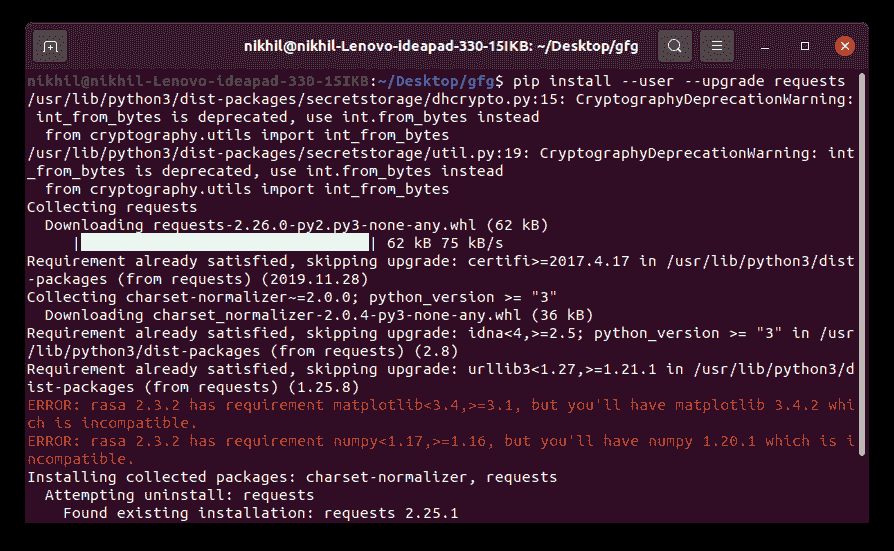 nikhil@nikhil-Lenovo-ideapad-330-15IKB: ~/Desktop/gfg
nikhil@nikhil-Lenovo-ideapad-330-15IKB:~/Desktop/gfg$ pip install --user --upgrade requests
/usr/lib/python3/dist-packages/secretstorage/dhcrypto.py:15: CryptographyDeprecationWarning:
 int_from_bytes is deprecated, use int.from_bytes instead
  from cryptography.utils import int_from_bytes
/usr/lib/python3/dist-packages/secretstorage/util.py:19: CryptographyDeprecationWarning: int
_from_bytes is deprecated, use int.from_bytes instead
  from cryptography.utils import int_from_bytes
Collecting requests
  Downloading requests-2.26.0-py2.py3-none-any.whl (62 kB)
     |████████████████████████████████| 62 kB 75 kB/s
Requirement already satisfied, skipping upgrade: certifi>=2017.4.17 in /usr/lib/python3/dist
-packages (from requests) (2019.11.28)
Collecting charset-normalizer~=2.0.0; python_version >= "3"
  Downloading charset_normalizer-2.0.4-py3-none-any.whl (36 kB)
Requirement already satisfied, skipping upgrade: idna<4,>=2.5; python_version >= "3" in /usr
/lib/python3/dist-packages (from requests) (2.8)
Requirement already satisfied, skipping upgrade: urllib3<1.27,>=1.21.1 in /usr/lib/python3/d
ist-packages (from requests) (1.25.8)
ERROR: rasa 2.3.2 has requirement matplotlib<3.4,>=3.1, but you'll have matplotlib 3.4.2 whi
ch is incompatible.
ERROR: rasa 2.3.2 has requirement numpy<1.17,>=1.16, but you'll have numpy 1.20.1 which is i
ncompatible.
Installing collected packages: charset-normalizer, requests
  Attempting uninstall: requests
    Found existing installation: requests 2.25.1